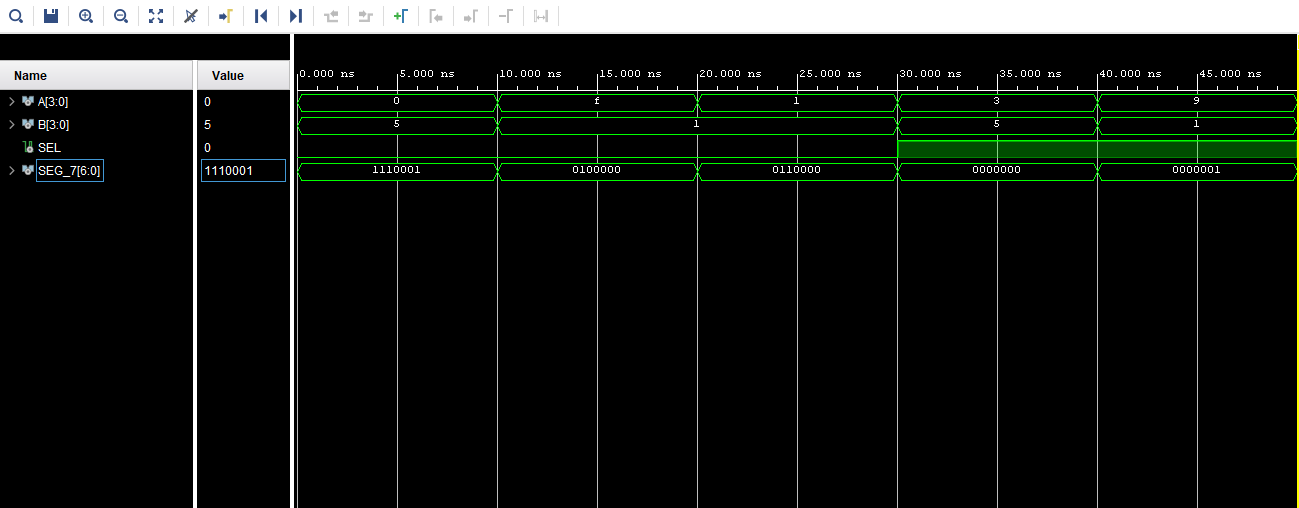 Name Value 0.000 ns 5.000 ns 10.000 ns 15.000 ns 20.000 ns 25.000 ns 30.000 ns 35.000 ns 40.000 ns 45.000 ns
A[3:0] 0 0 f 1 3 9
B[3:0] 5 5 1 5 1
SEL 0
SEG_7[6:0] 1110001 1110001 0100000 0110000 0000000 0000001